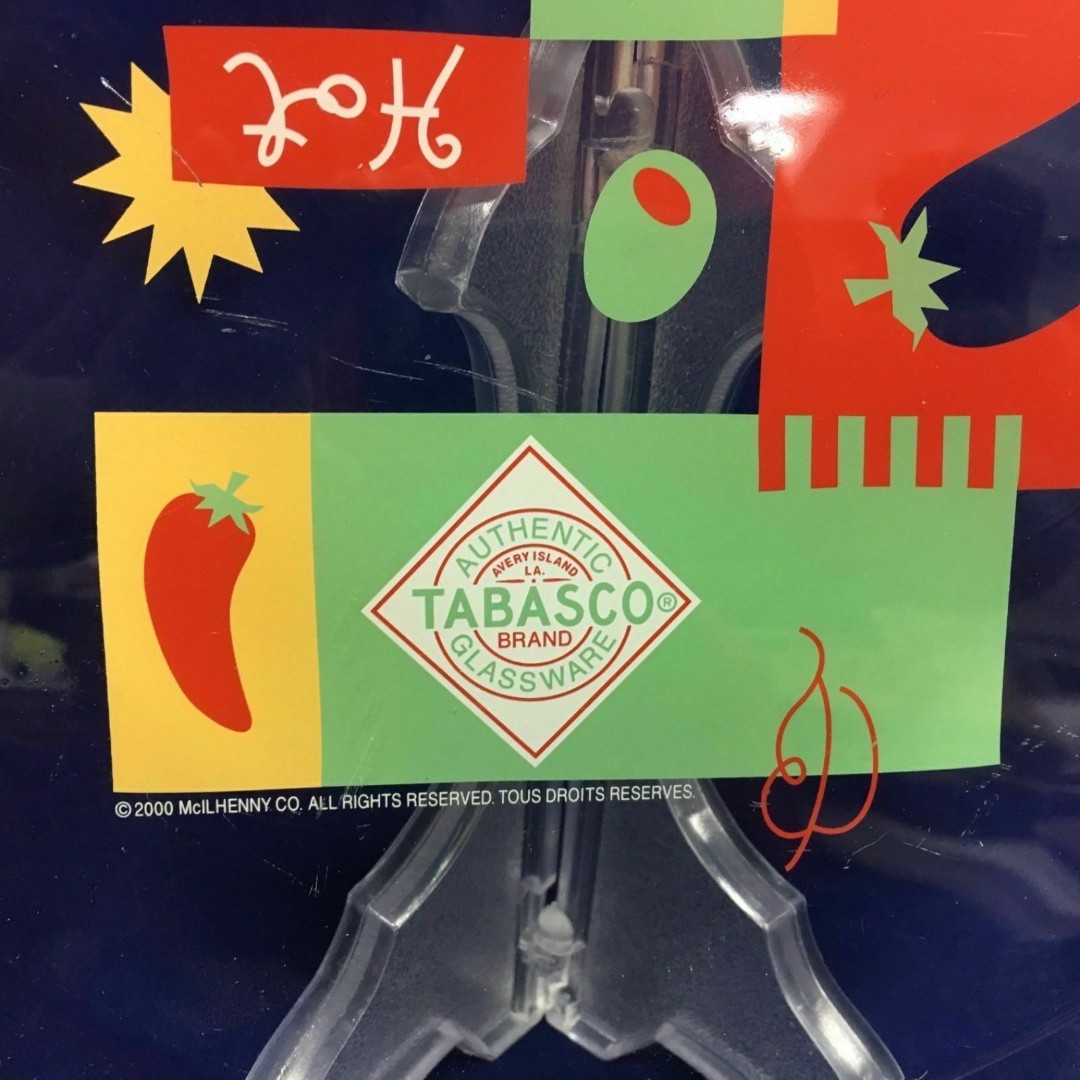 Hot
AUTHENTIC
AVERY ISLAND
LA.
TABASCO®
BRAND
GLASSWARE
©2000 McILHENNY CO. ALL RIGHTS RESERVED. TOUS DROITS RESERVES.